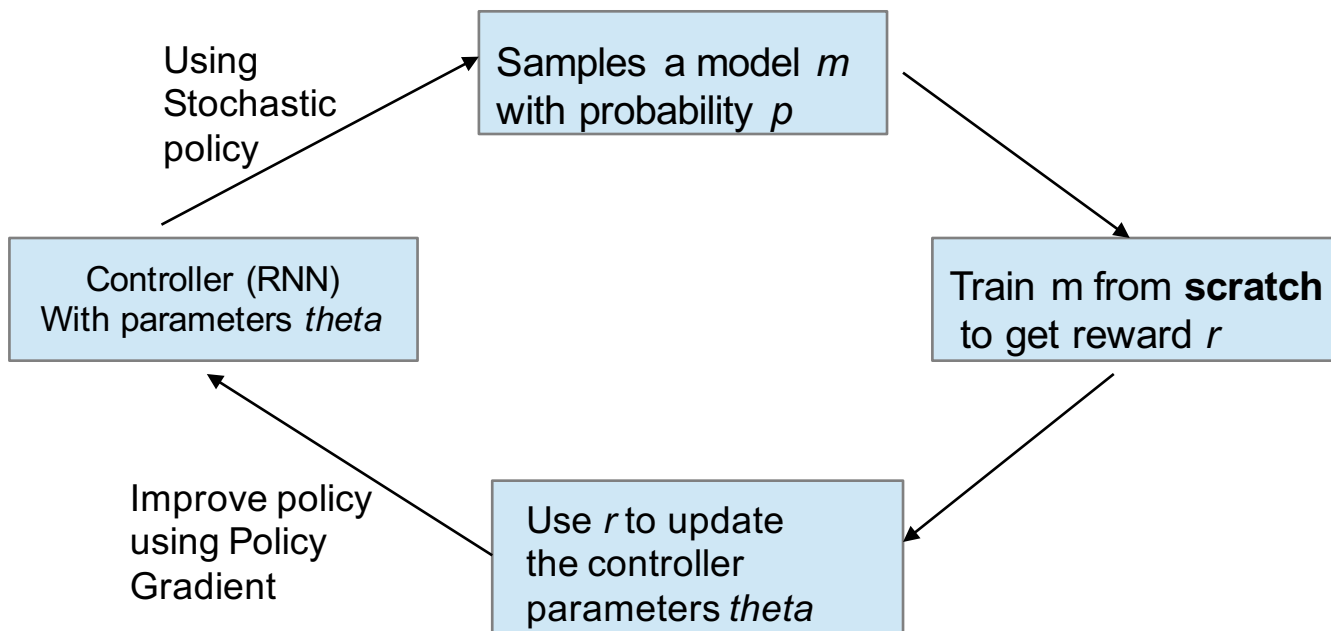 Using
Stochastic
policy
Samples a model m
with probability p
Controller (RNN)
With parameters theta
Train m from scratch
to get reward r
Improve policy
using Policy
Gradient
Use r to update
the controller
parameters theta